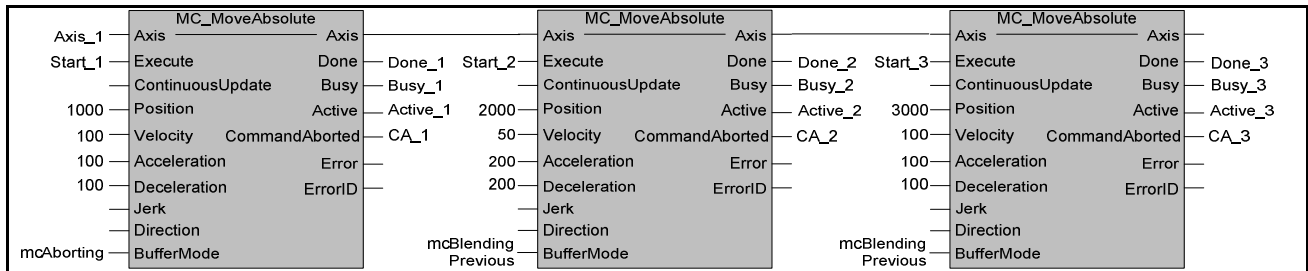 MC_MoveAbsolute MC_MoveAbsolute MC_MoveAbsolute
Axis_1 Axis Axis Axis Axis Axis Axis
Start_1 Execute Done Done_1 Start_2 Execute Done Done_2 Start_3 Execute Done Done_3
ContinuousUpdate Busy Busy_1 ContinuousUpdate Busy Busy_2 ContinuousUpdate Busy Busy_3
1000 Position Active Active_1 2000 Position Active Active_2 3000 Position Active Active_3
100 Velocity CommandAborted CA_1 50 Velocity CommandAborted CA_2 100 Velocity CommandAborted CA_3
100 Acceleration Error 200 Acceleration Error 100 Acceleration Error
100 Deceleration ErrorID 200 Deceleration ErrorID 100 Deceleration ErrorID
Jerk Jerk Jerk
Direction Direction Direction
mcAborting BufferMode mcBlending Previous BufferMode mcBlending Previous BufferMode